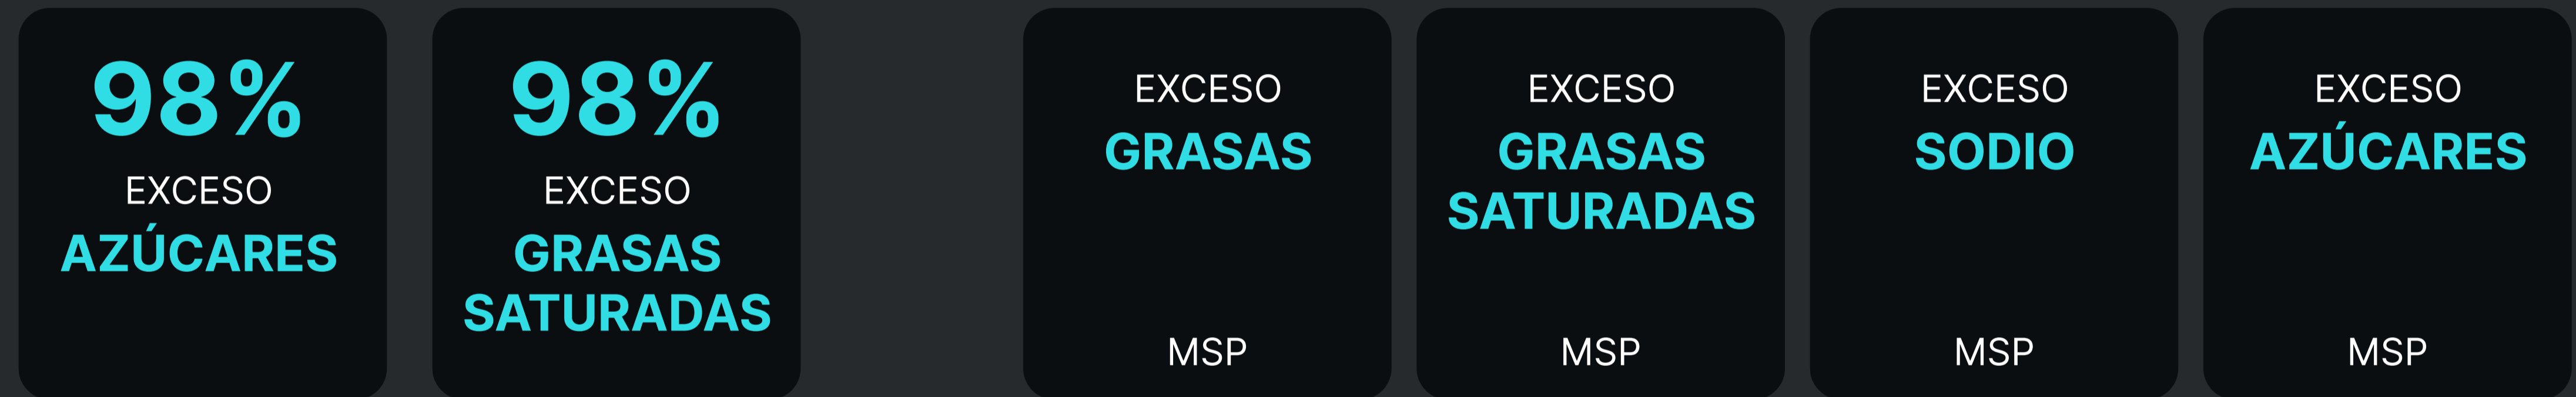 98%
EXCESO
AZÚCARES
98%
EXCESO
GRASAS
SATURADAS
EXCESO
GRASAS
MSP
EXCESO
GRASAS
SATURADAS
MSP
EXCESO
SODIO
MSP
EXCESO
AZÚCARES
MSP